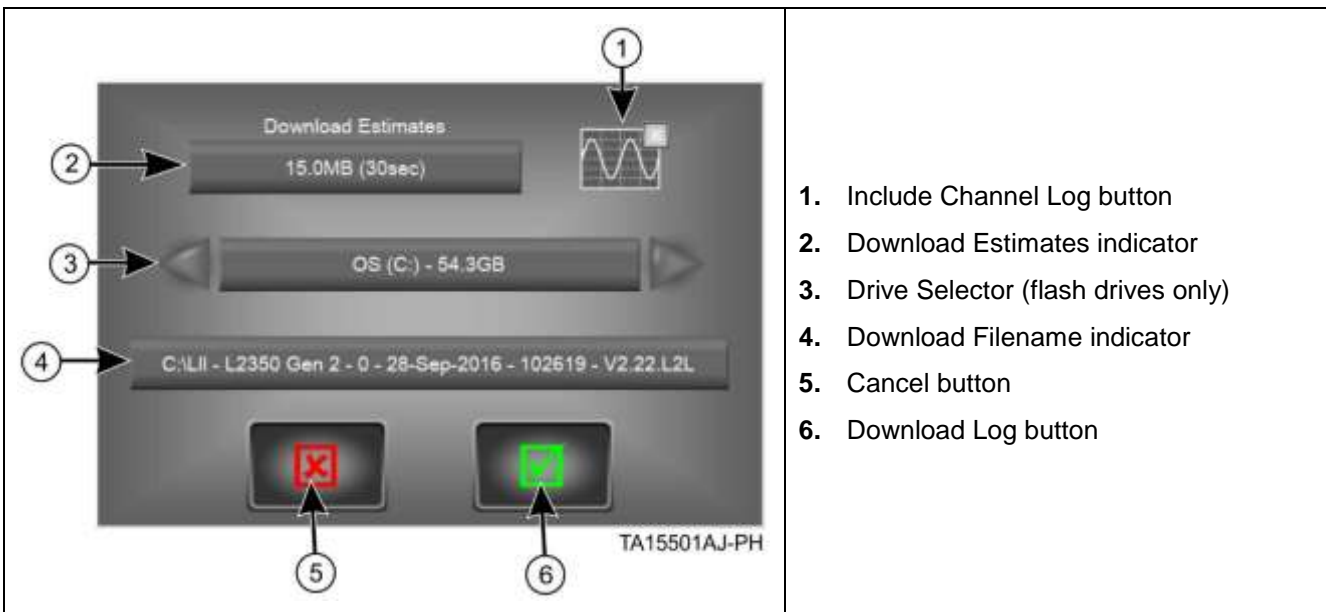 1
Download Estimates
2
15.0MB (30sec)
3
OS (C:) - 54.3GB
4
C:\LII - L2350 Gen 2 - 0 - 28-Sep-2016 - 102619 - V2.22.L2L
TA15501AJ-PH
5
6
1. Include Channel Log button
2. Download Estimates indicator
3. Drive Selector (flash drives only)
4. Download Filename indicator
5. Cancel button
6. Download Log button